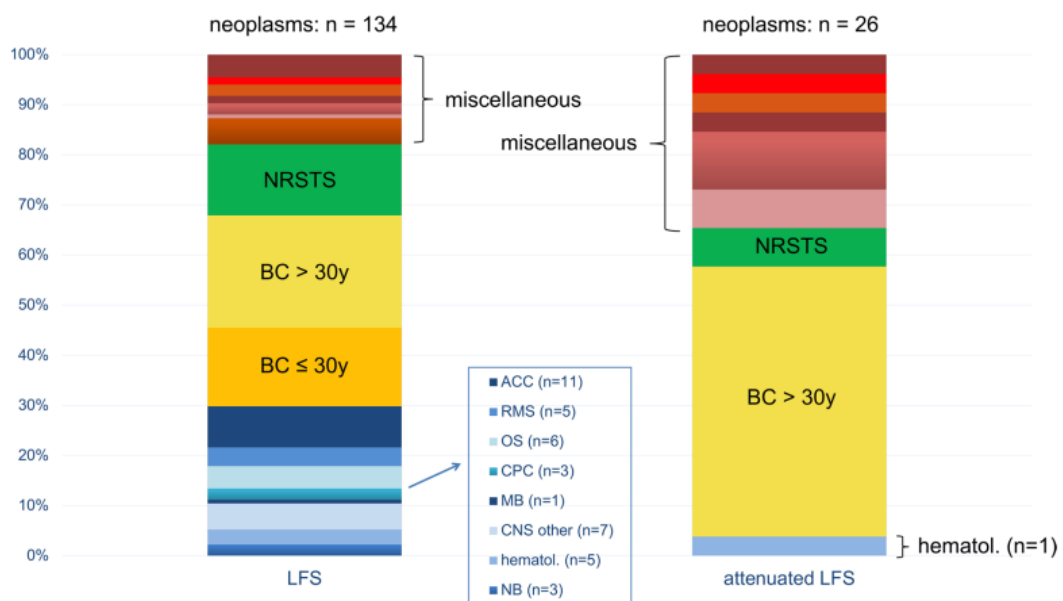 neoplasms: n = 134
neoplasms: n = 26
100%
90%
80%
70%
60%
50%
40%
30%
20%
10%
0%
miscellaneous
miscellaneous
NRSTS
BC > 30y
BC ≤ 30y
NRSTS
BC > 30y
ACC (n=11)
RMS (n=5)
OS (n=6)
CPC (n=3)
MB (n=1)
CNS other (n=7)
hematol. (n=5)
NB (n=3)
hematol. (n=1)
LFS
attenuated LFS